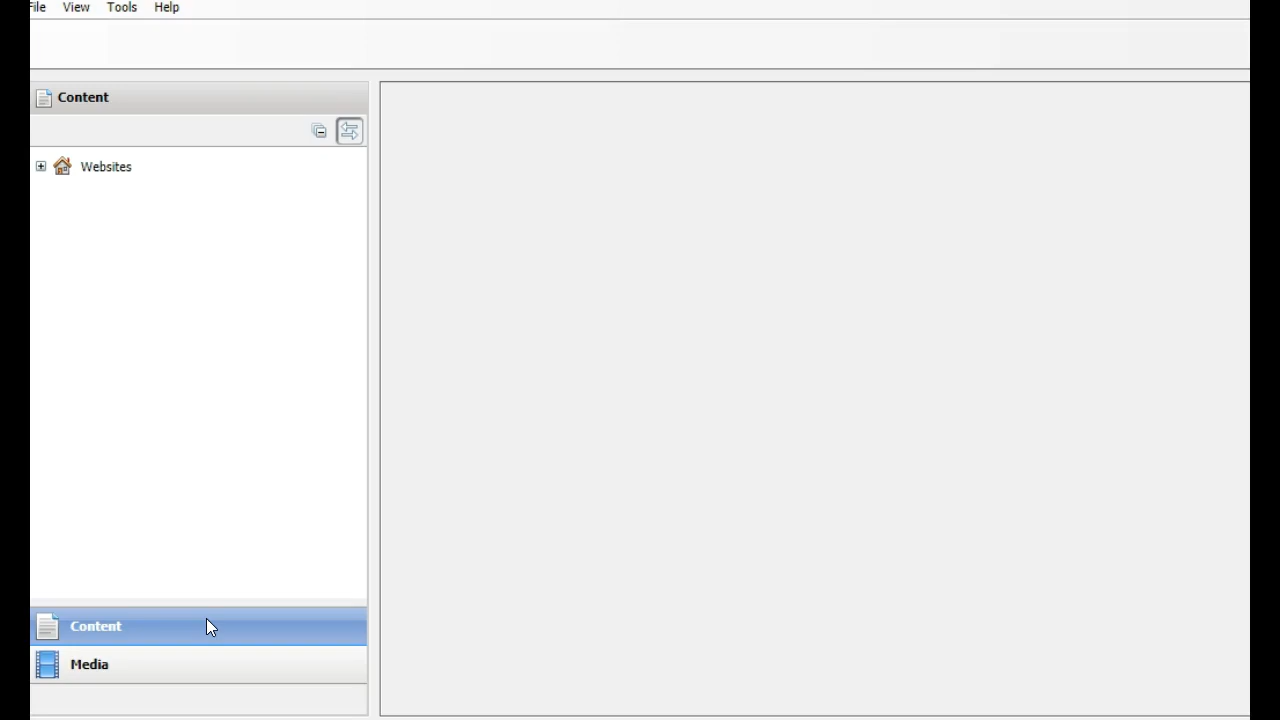 File View Tools Help
Content
Websites
Content
Media